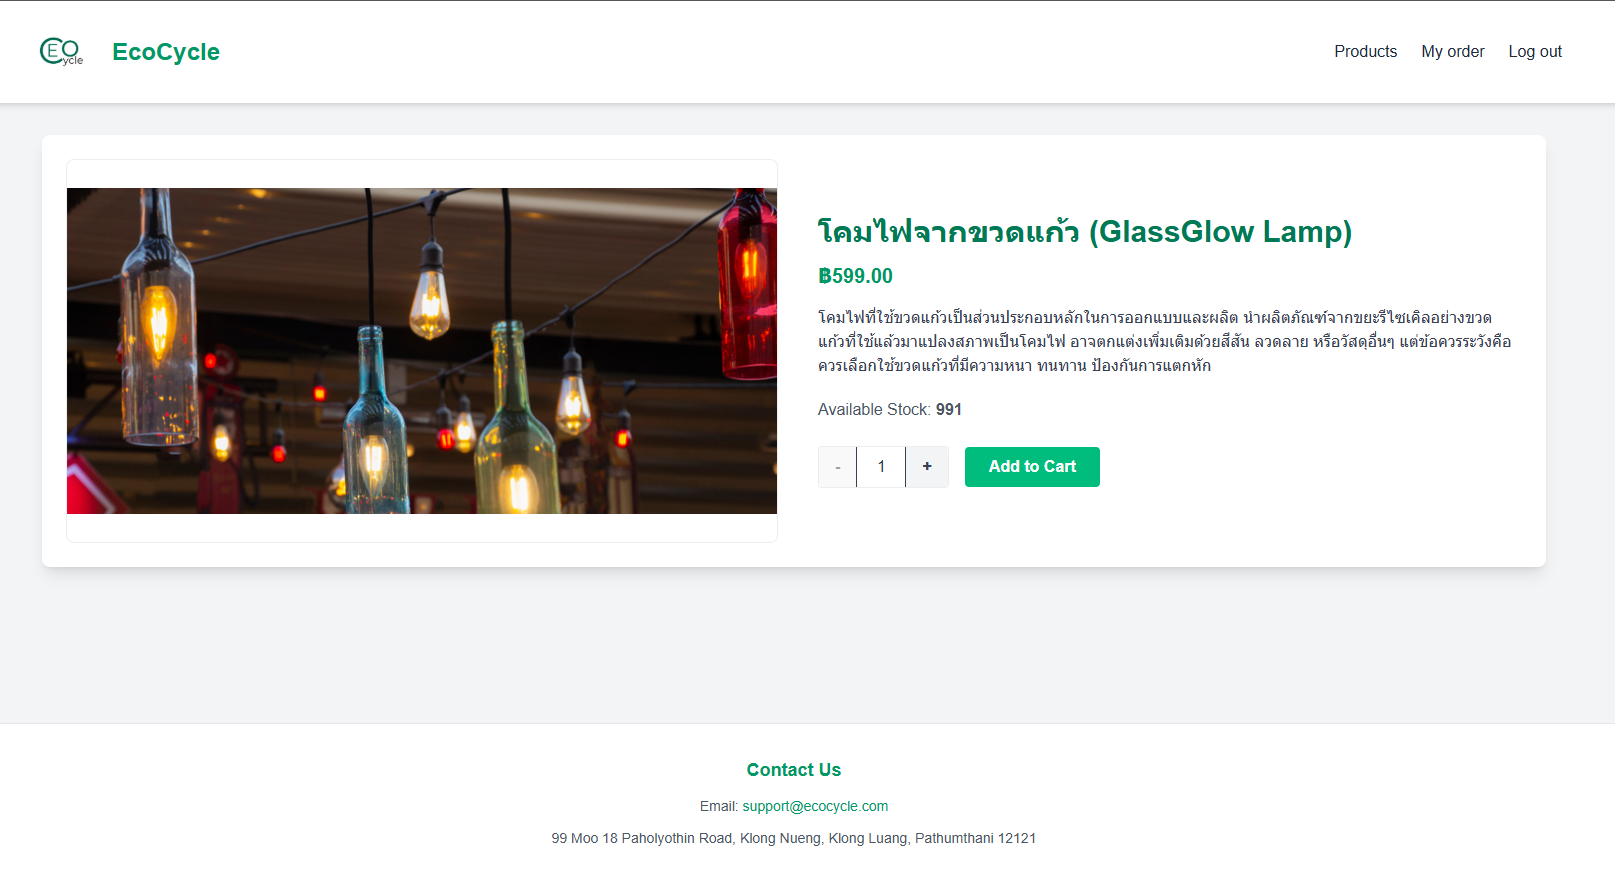 EO
ycle
EcoCycle
Products
My order
Log out
โคมไฟจากขวดแก้ว (GlassGlow Lamp)
฿599.00
โคมไฟที่ใช้ขวดแก้วเป็นส่วนประกอบหลักในการออกแบบและผลิต นำผลิตภัณฑ์จากขยะรีไซเคิลอย่างขวด
แก้วที่ใช้แล้วมาแปลงสภาพเป็นโคมไฟ อาจตกแต่งเพิ่มเติมด้วยสีสัน ลวดลาย หรือวัสดุอื่นๆ แต่ข้อควรระวังคือ
ควรเลือกใช้ขวดแก้วที่มีความหนา ทนทาน ป้องกันการแตกหัก
Available Stock: 991
- 1 +
Add to Cart
Contact Us
Email: support@ecocycle.com
99 Moo 18 Paholyothin Road, Klong Nueng, Klong Luang, Pathumthani 12121